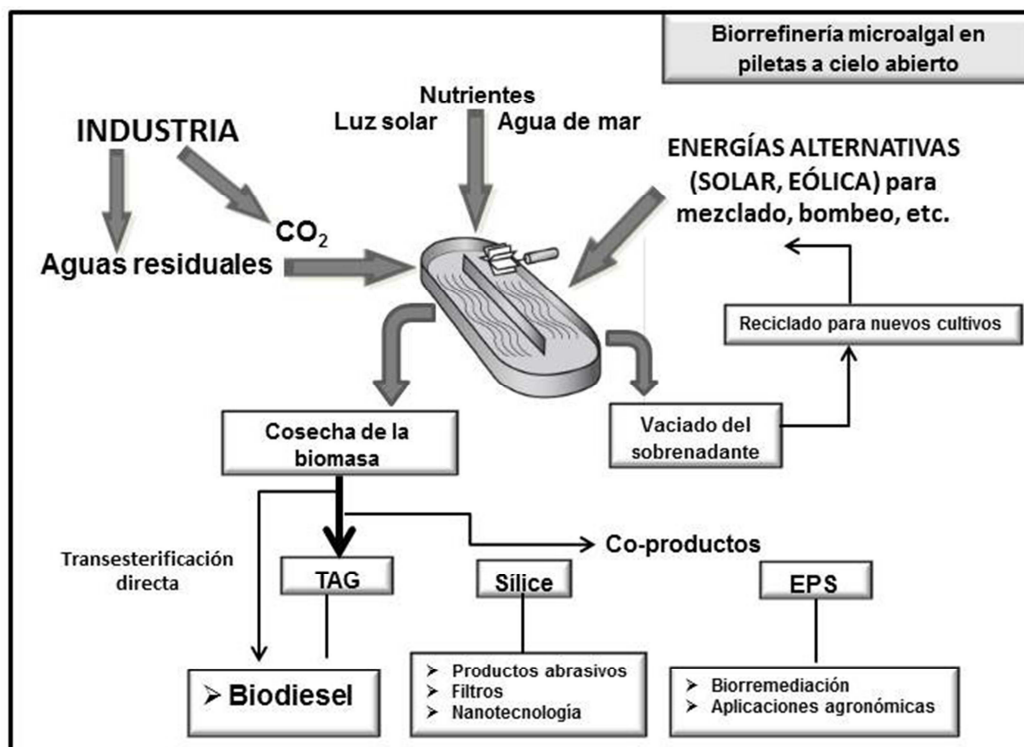 Biorrefinería microalgal en
piletas a cielo abierto
Nutrientes
Luz solar
Agua de mar
INDUSTRIA
CO₂
Aguas residuales
ENERGÍAS ALTERNATIVAS
(SOLAR, EÓLICA) para
mezclado, bombeo, etc.
Reciclado para nuevos cultivos
Vaciado del
sobrenadante
Cosecha de la
biomasa
Transesterificación
directa
Co-productos
TAG
Sílice
EPS
➢ Biodiesel
➢ Productos abrasivos
➢ Filtros
➢ Nanotecnología
➢ Biorremediación
➢ Aplicaciones agronómicas